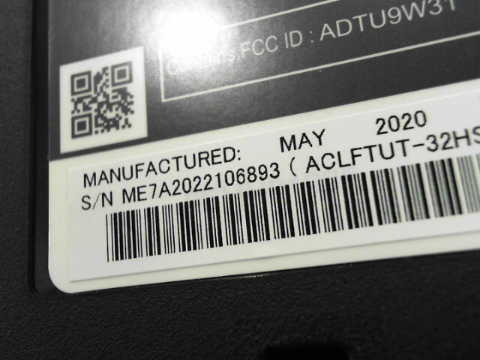 Contains FCC ID : ADTU9W31
MANUFACTURED: MAY 2020
S/N ME7A2022106893 ( ACLFTUT-32HS